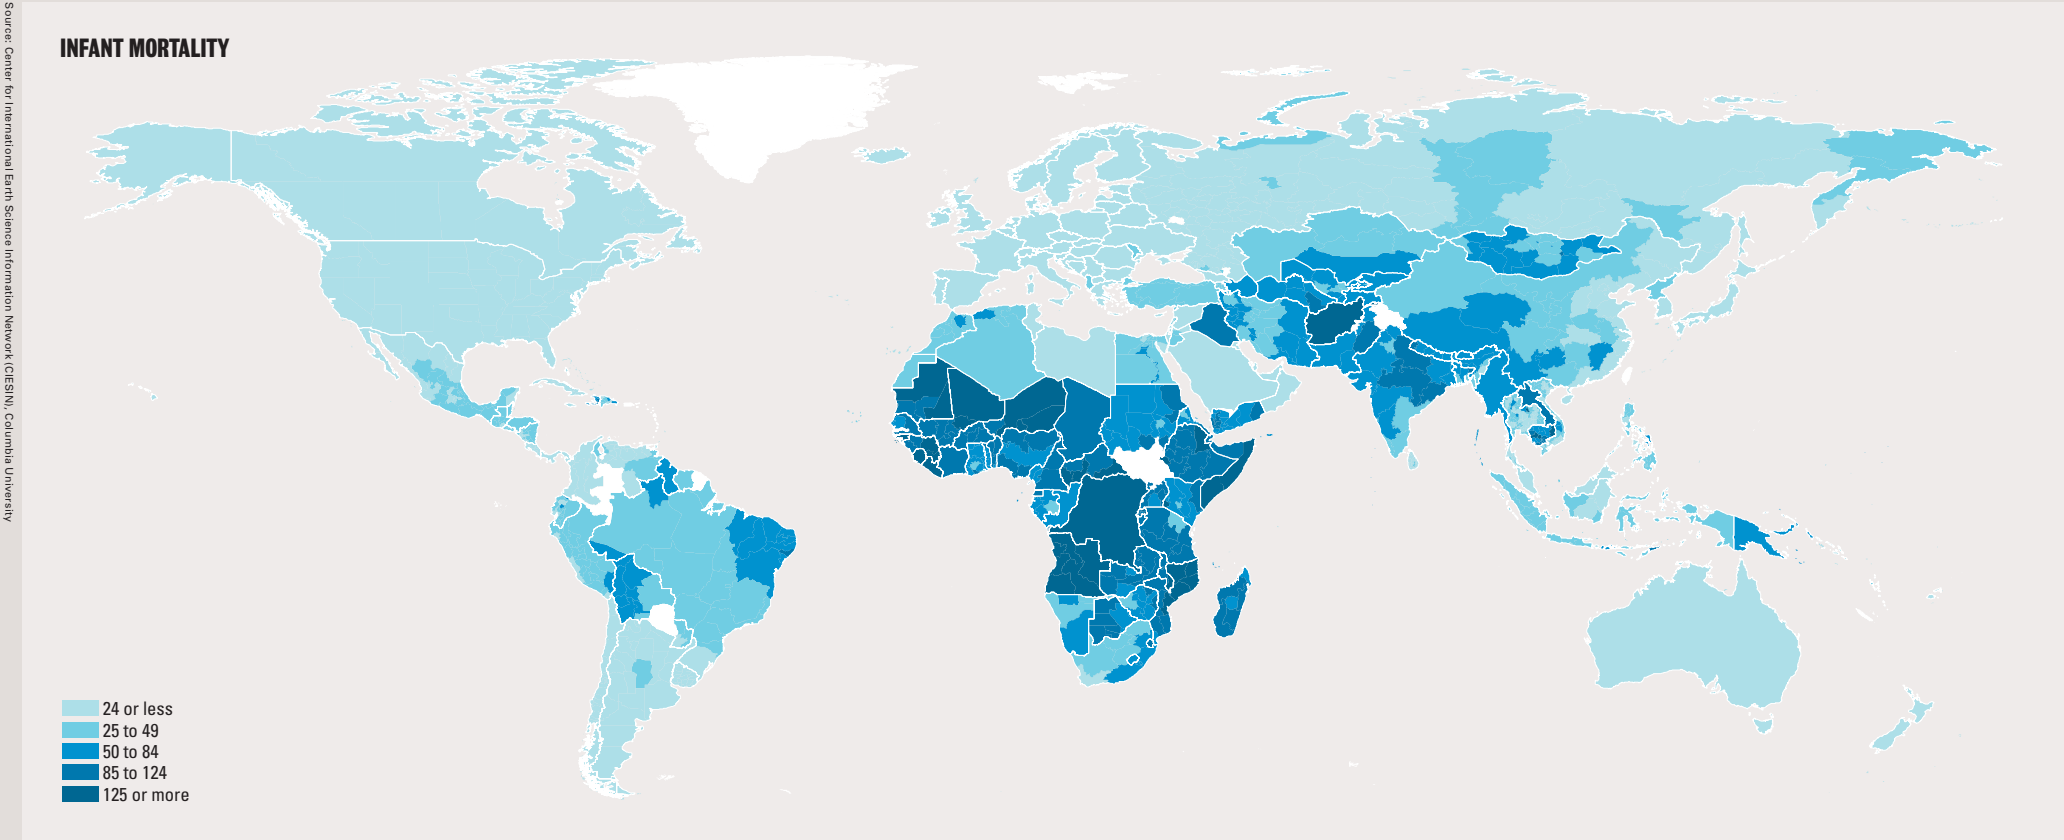 INFANT MORTALITY
24 or less
25 to 49
50 to 84
85 to 124
125 or more
Source: Center for International Earth Science Information Network (CIESIN), Columbia University